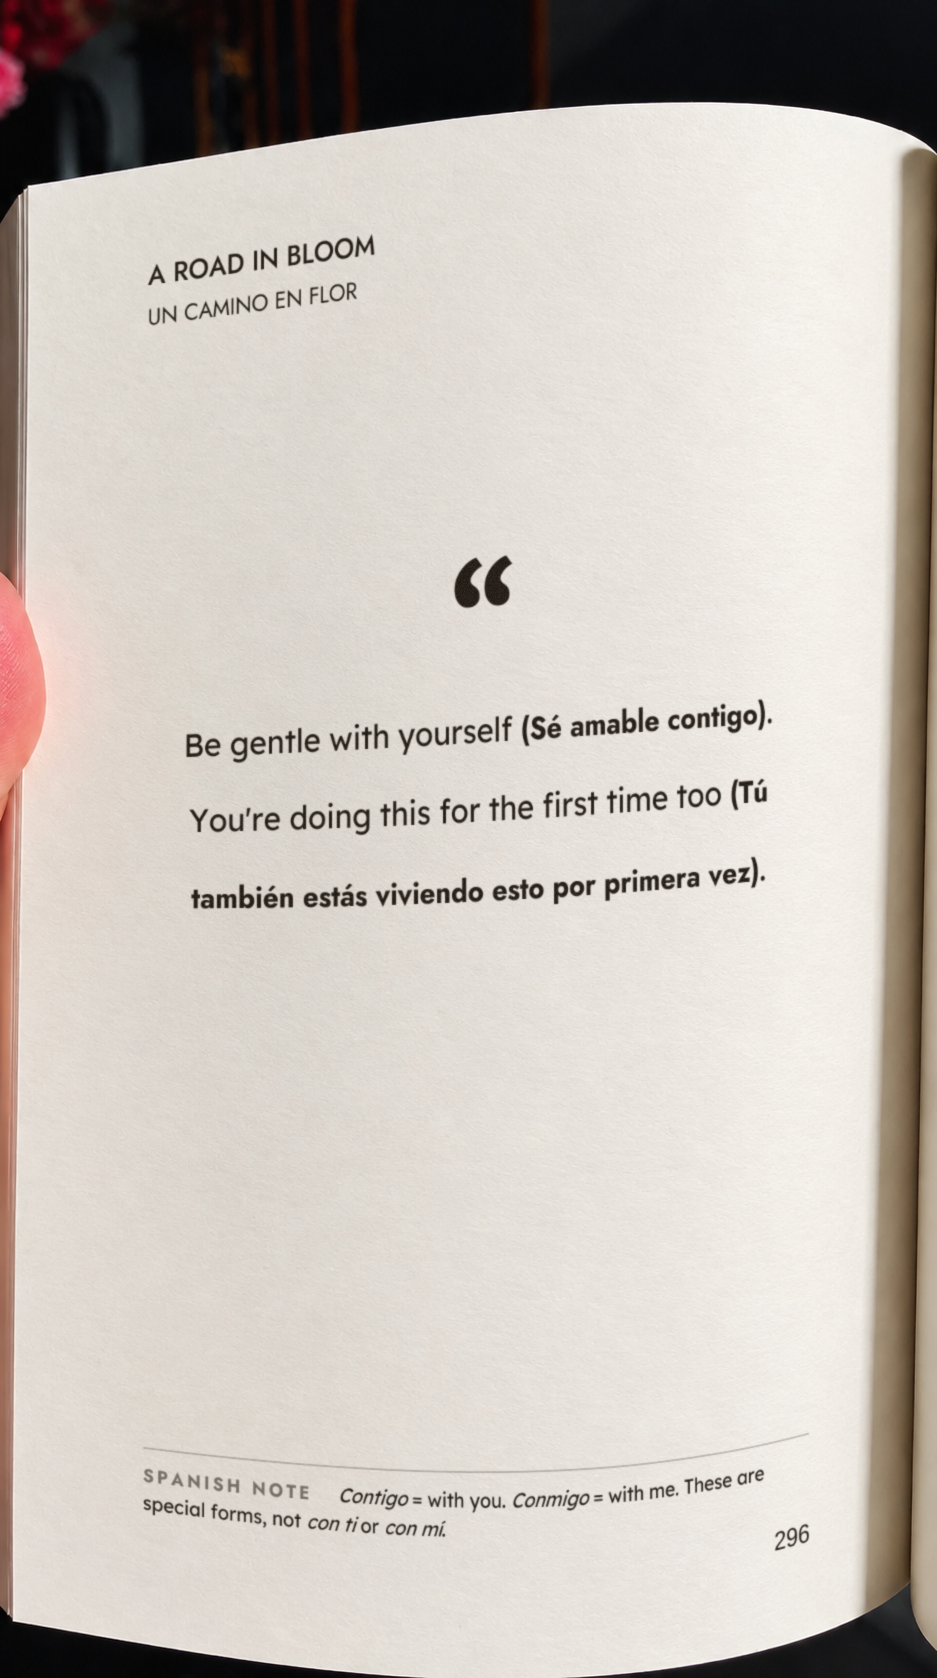 A ROAD IN BLOOM
UN CAMINO EN FLOR
“
Be gentle with yourself (Sé amable contigo).
You're doing this for the first time too (Tú
también estás viviendo esto por primera vez).
SPANISH NOTE Contigo = with you. Conmigo = with me. These are
special forms, not con ti or con mí.
296